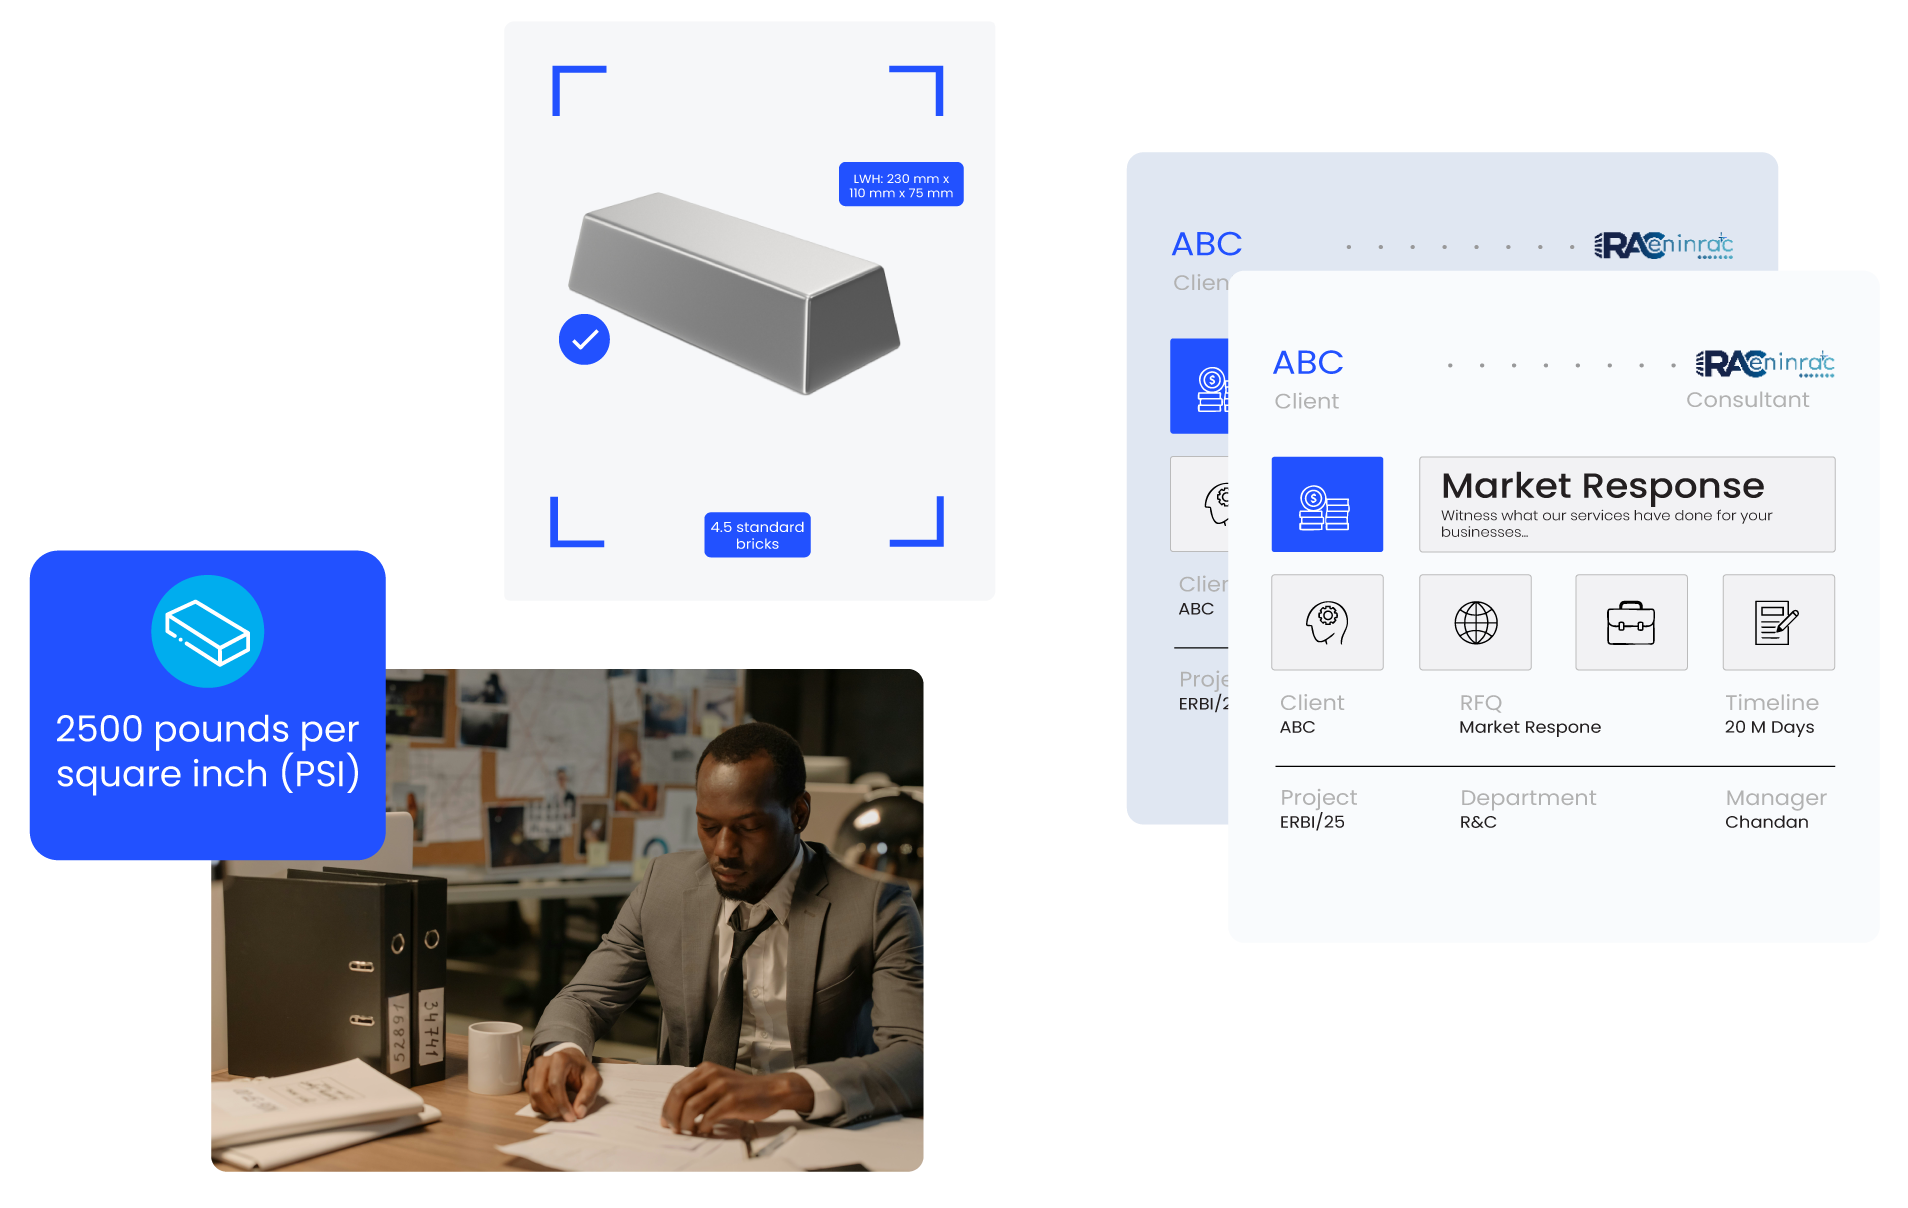 LWH: 230 mm x
110 mm x 75 mm
4.5 standard
bricks
2500 pounds per
square inch (PSI)
52891
34741
ABC
RACeninrac
Clien
Clien
ABC
Proje
ERBI/2
ABC
RACeninrac
Client
Consultant
Market Response
Witness what our services have done for your
businesses...
Client
RFQ
Timeline
ABC
Market Respone
20 M Days
Project
Department
Manager
ERBI/25
R&C
Chandan